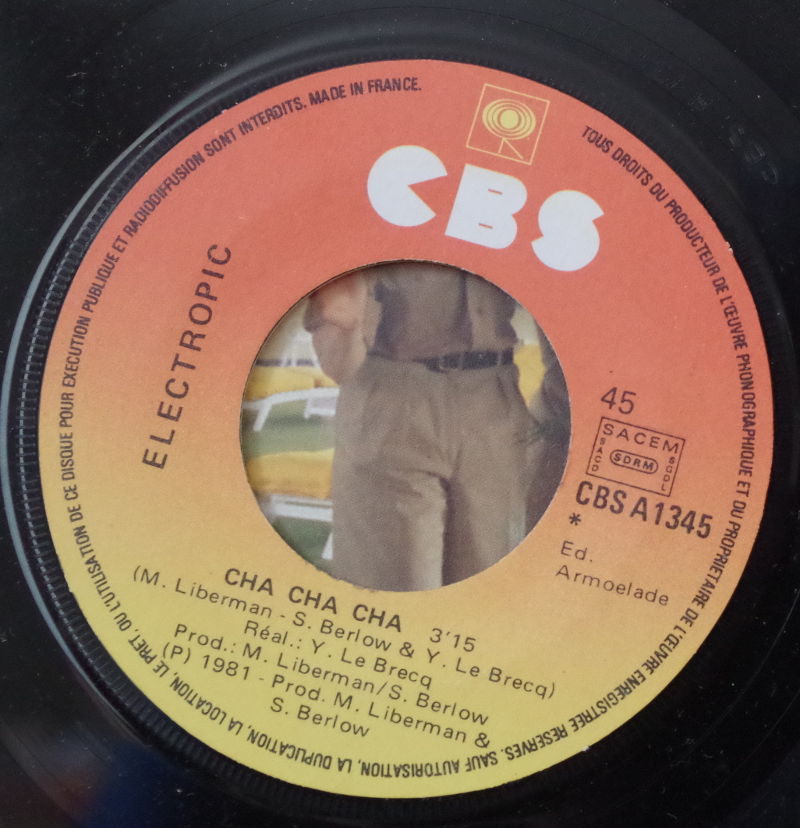 TOUS DROITS DU PRODUCTEUR DE L'ŒUVRE PHONOGRAPHIQUE ET DU PROPRIETAIRE DE L'ŒUVRE ENREGISTREE RESERVES. SAUF AUTORISATION, LA DUPLICATION, LA LOCATION, LE PRET, OU L'UTILISATION DE CE DISQUE POUR EXECUTION PUBLIQUE ET RADIODIFFUSION SONT INTERDITS. MADE IN FRANCE.
CBS
ELECTROPIC
45
SACEM
SACD
SDRM
SGDL
CBS A 1345
*
Ed.
Armoelade
CHA CHA CHA 3'15
(M. Liberman - S. Berlow & Y. Le Brecq)
Réal.: Y. Le Brecq
Prod.: M. Liberman/S. Berlow
(P) 1981 - Prod. M. Liberman &
S. Berlow